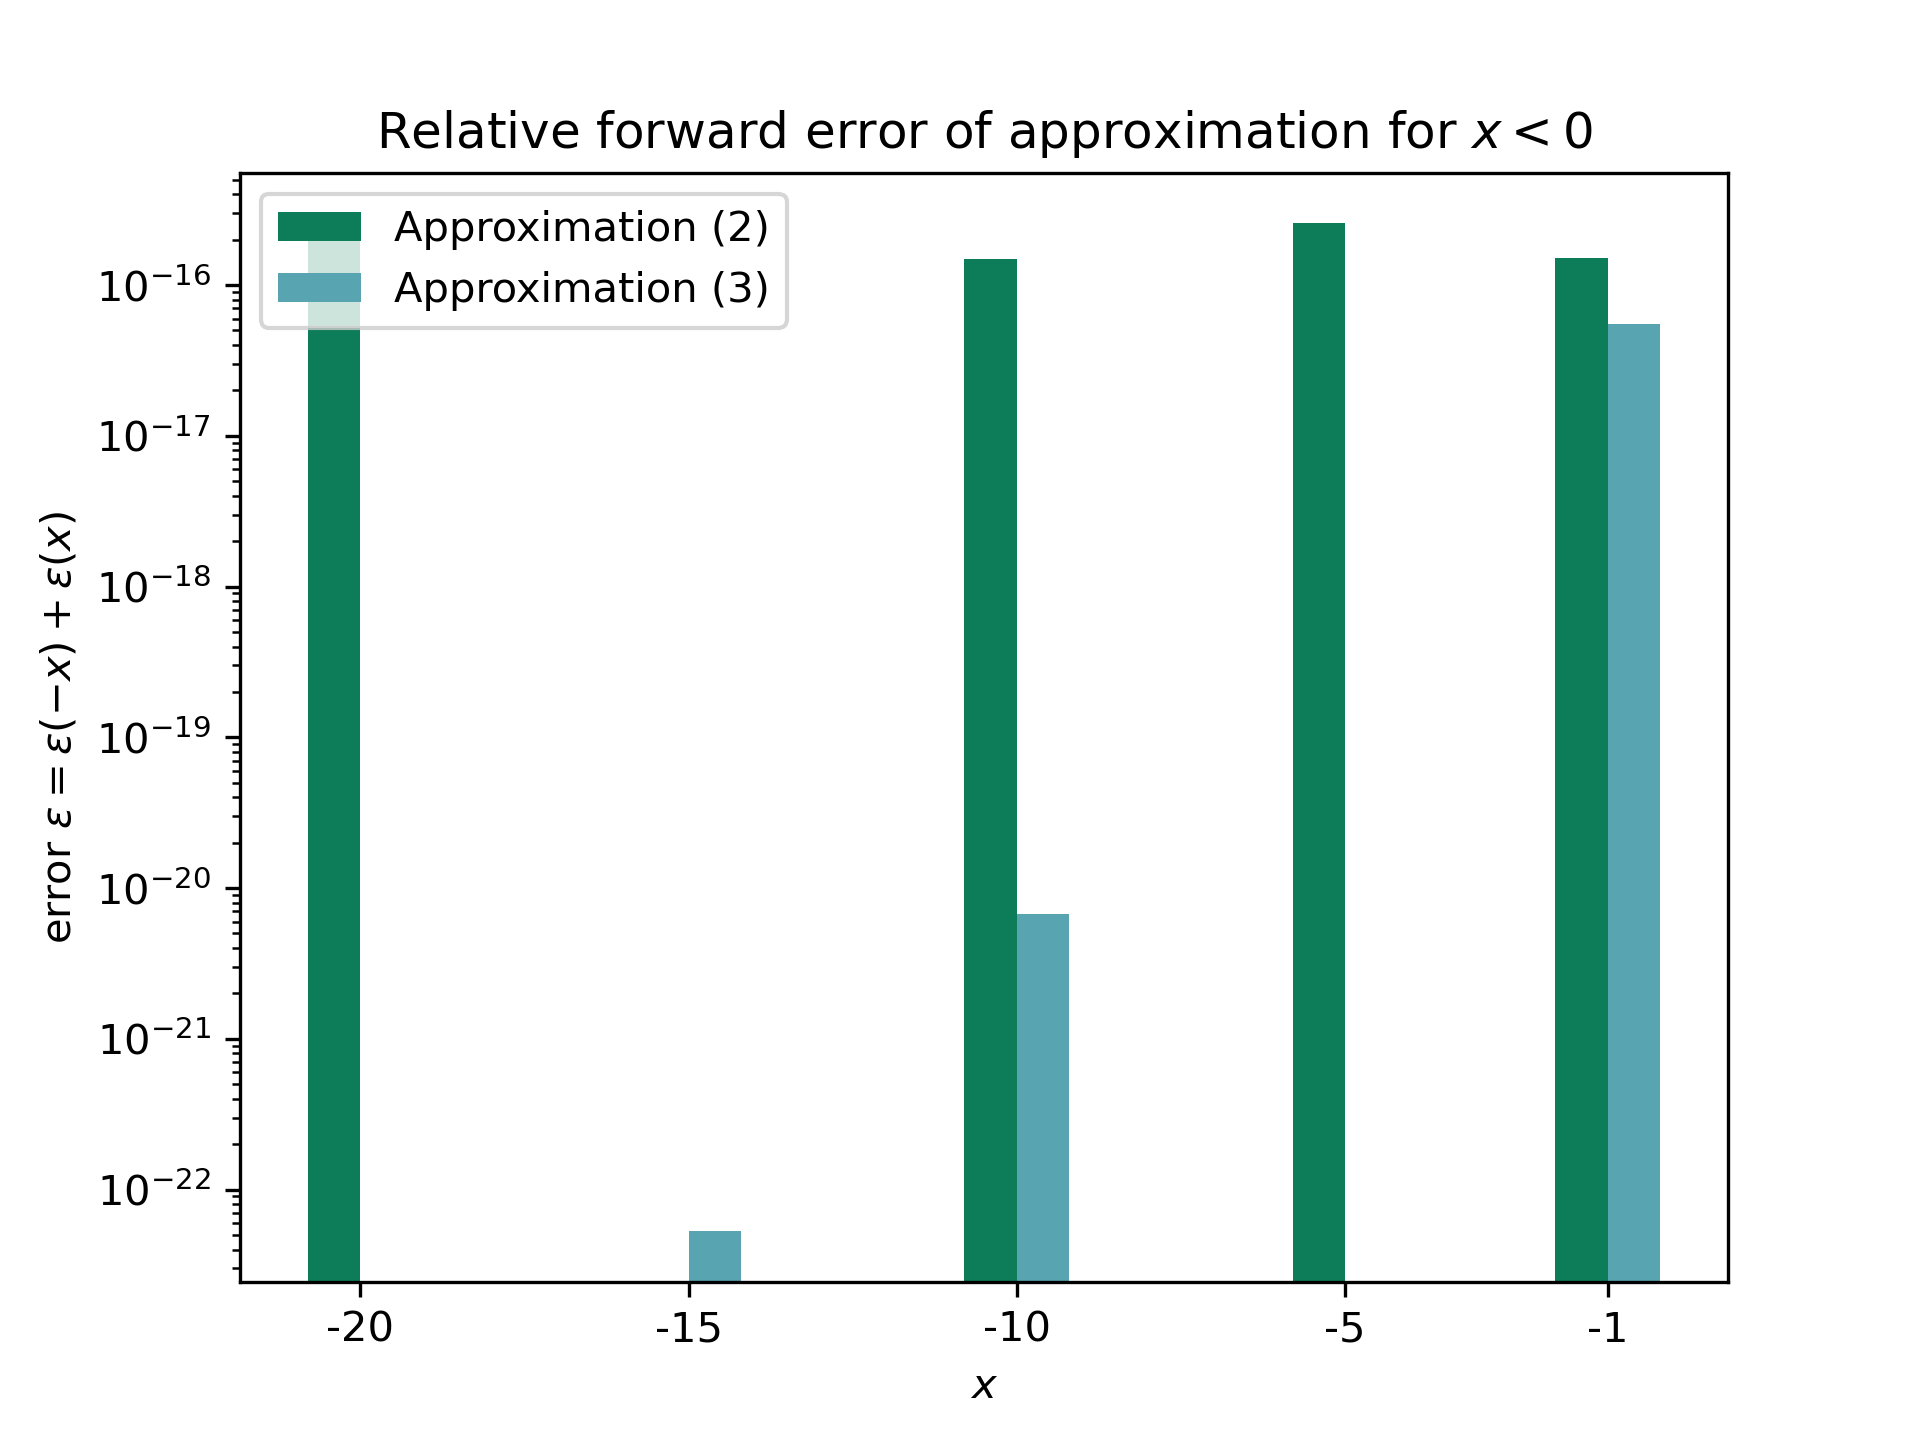 Relative forward error of approximation for x < 0
Approximation (2)
Approximation (3)
error ε = ε(−x) + ε(x)
10⁻¹⁶
10⁻¹⁷
10⁻¹⁸
10⁻¹⁹
10⁻²⁰
10⁻²¹
10⁻²²
-20 -15 -10 -5 -1
x